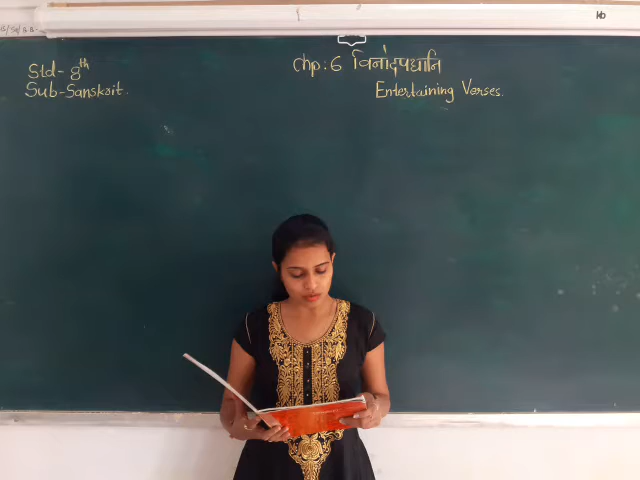 Std- 8th
Sub-Sanskrit.
Chp: 6 विनोदपद्यानि
Entertaining Verses.